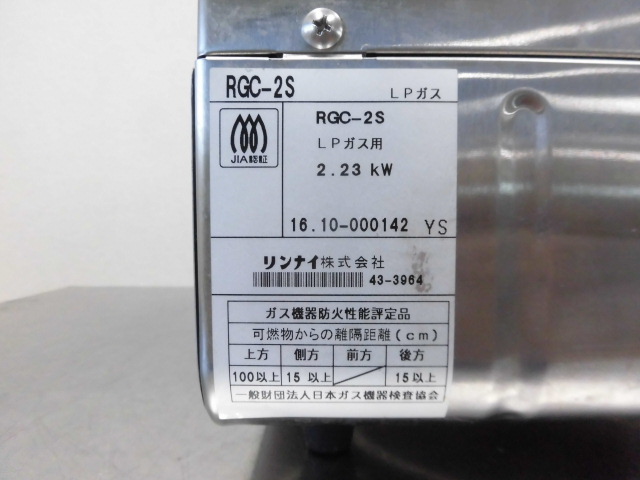 RGC-2S LPガス
JIA認証
RGC-2S
LPガス用
2.23 kW
16.10-000142 YS
リンナイ株式会社
43-3964
ガス機器防火性能評定品
可燃物からの離隔距離(cm)
上方 側方 前方 後方
100以上 15以上 15以上
一般財団法人日本ガス機器検査協会